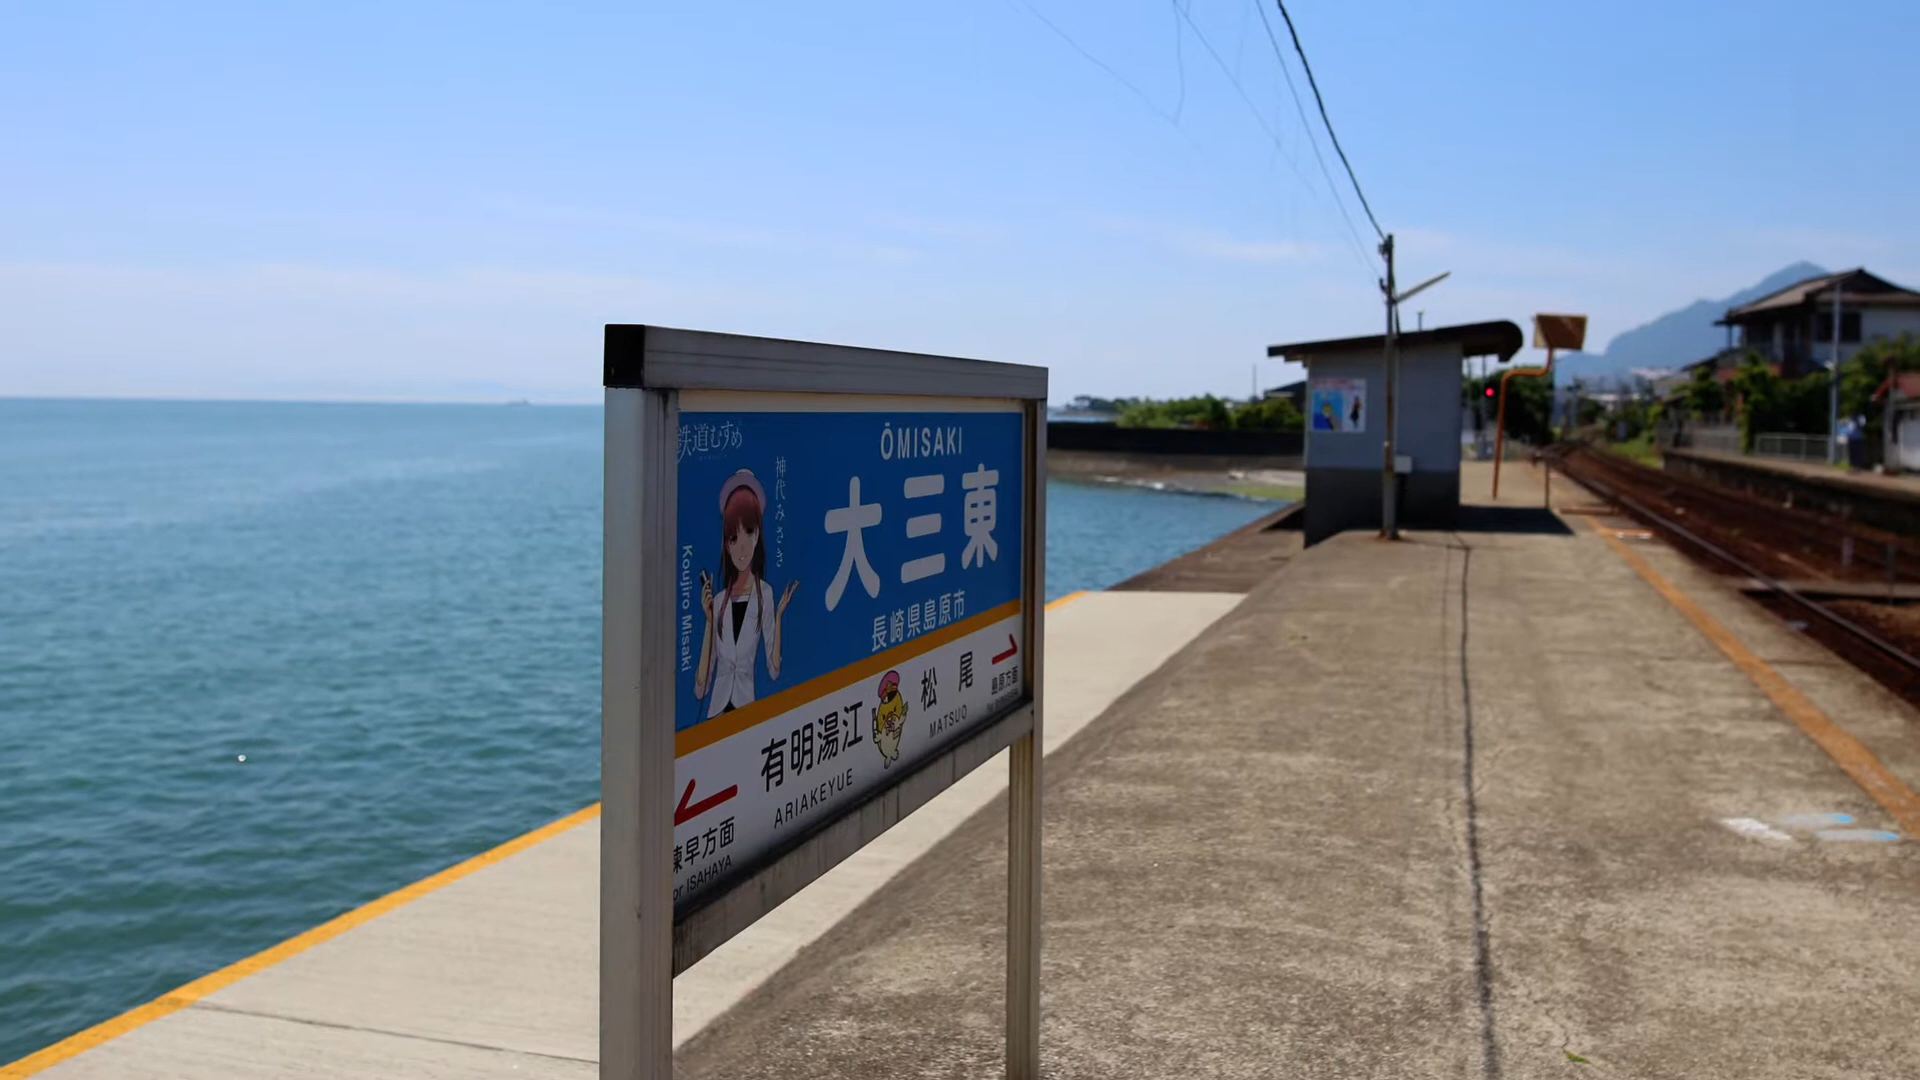 鉄道むすめ
神代みさき
Koujiro Misaki
ŌMISAKI
大三東
長崎県島原市
有明湯江
ARIAKEYUE
松尾
MATSUO
諫早方面
for ISAHAYA
島原方面